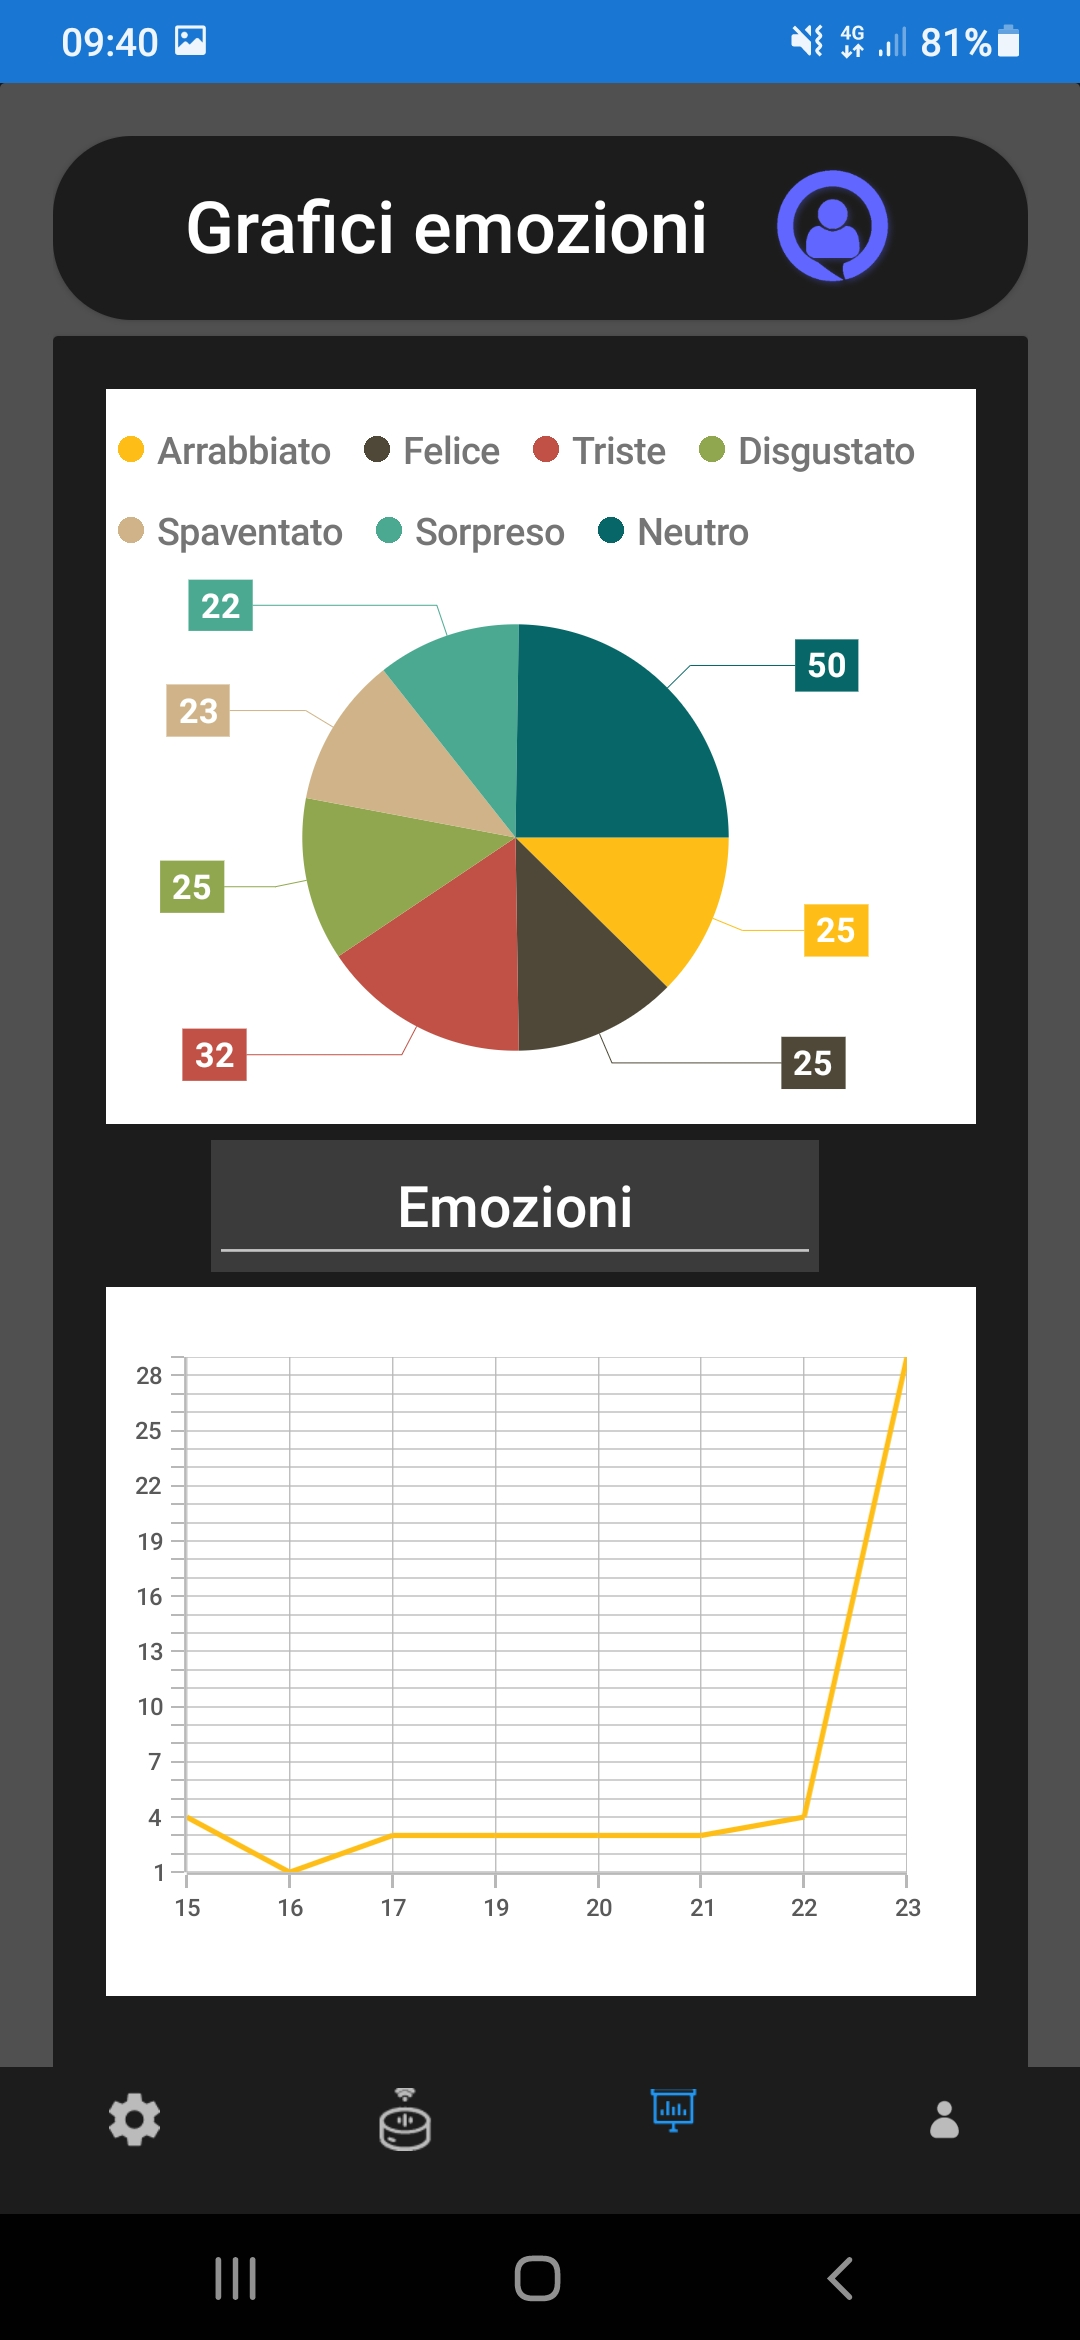 09:40 4G 81%
Grafici emozioni
Arrabbiato Felice Triste Disgustato
Spaventato Sorpreso Neutro
22
50
23
25
25
32
25
Emozioni
28
25
22
19
16
13
10
7
4
1
15 16 17 19 20 21 22 23